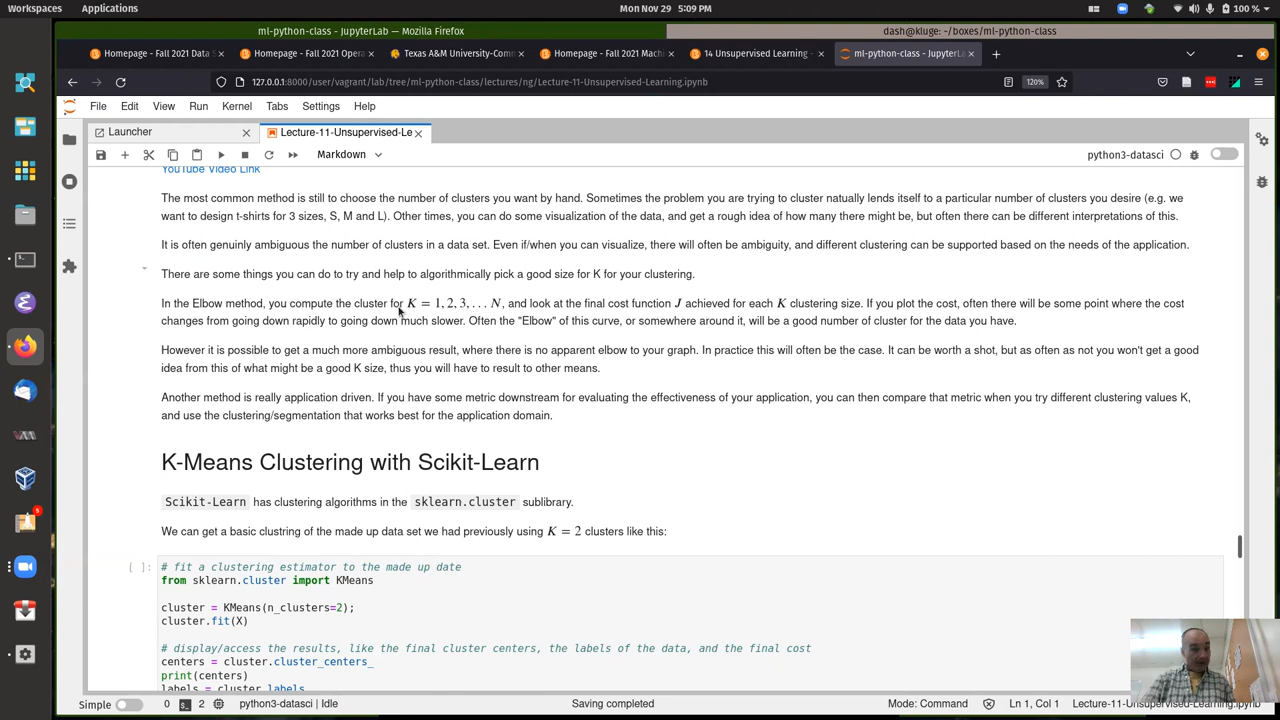 Workspaces Applications Mon Nov 29 5:09 PM 100 %
ml-python-class - JupyterLab — Mozilla Firefox
dash@kluge: ~/boxes/ml-python-class
Homepage - Fall 2021 Data S
Homepage - Fall 2021 Opera
Texas A&M University-Comm
Homepage - Fall 2021 Machi
14 Unsupervised Learning -
ml-python-class - JupyterLa
127.0.0.1:8000/user/vagrant/lab/tree/ml-python-class/lectures/ng/Lecture-11-Unsupervised-Learning.ipynb 120%
File Edit View Run Kernel Tabs Settings Help
Launcher
Lecture-11-Unsupervised-Le
Markdown python3-datasci
YouTube Video Link
The most common method is still to choose the number of clusters you want by hand. Sometimes the problem you are trying to cluster natually lends itself to a particular number of clusters you desire (e.g. we
want to design t-shirts for 3 sizes, S, M and L). Other times, you can do some visualization of the data, and get a rough idea of how many there might be, but often there can be different interpretations of this.
It is often genuinly ambiguous the number of clusters in a data set. Even if/when you can visualize, there will often be ambiguity, and different clustering can be supported based on the needs of the application.
There are some things you can do to try and help to algorithmically pick a good size for K for your clustering.
In the Elbow method, you compute the cluster for K = 1, 2, 3, . . . N, and look at the final cost function J achieved for each K clustering size. If you plot the cost, often there will be some point where the cost
changes from going down rapidly to going down much slower. Often the "Elbow" of this curve, or somewhere around it, will be a good number of cluster for the data you have.
However it is possible to get a much more ambiguous result, where there is no apparent elbow to your graph. In practice this will often be the case. It can be worth a shot, but as often as not you won't get a good
idea from this of what might be a good K size, thus you will have to result to other means.
Another method is really application driven. If you have some metric downstream for evaluating the effectiveness of your application, you can then compare that metric when you try different clustering values K,
and use the clustering/segmentation that works best for the application domain.
K-Means Clustering with Scikit-Learn
Scikit-Learn has clustering algorithms in the sklearn.cluster sublibrary.
We can get a basic clustring of the made up data set we had previously using K = 2 clusters like this:
[ ]: # fit a clustering estimator to the made up date
from sklearn.cluster import KMeans
cluster = KMeans(n_clusters=2);
cluster.fit(X)
# display/access the results, like the final cluster centers, the labels of the data, and the final cost
centers = cluster.cluster_centers_
print(centers)
labels = cluster.labels_
Simple 0 2 python3-datasci | Idle Saving completed Mode: Command Ln 1, Col 1 Lecture-11-Unsupervised-Learning.ipynb